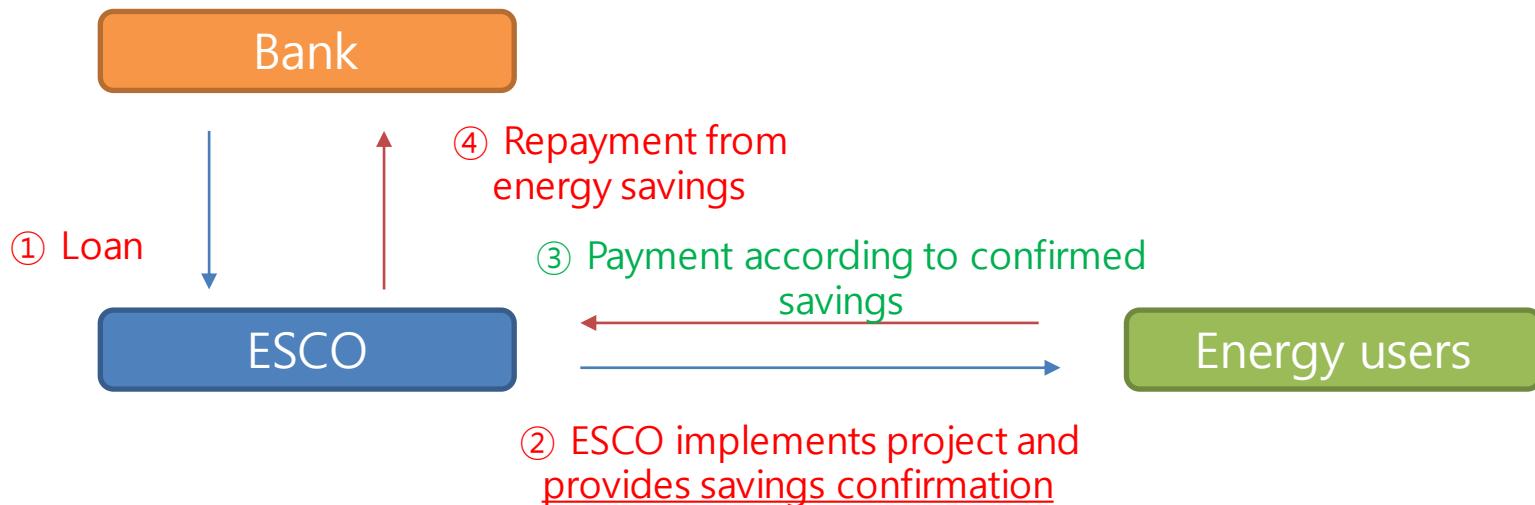 Bank
④ Repayment from
energy savings
① Loan
③ Payment according to confirmed
savings
ESCO
Energy users
② ESCO implements project and
provides savings confirmation